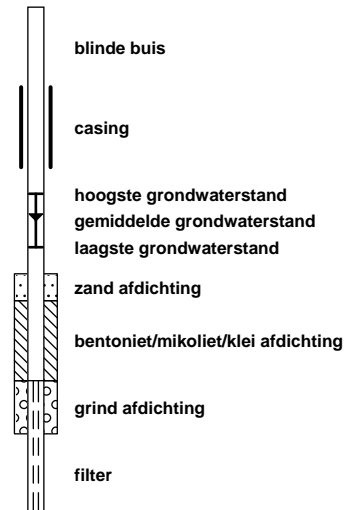 blinde buis
casing
hoogste grondwaterstand
gemiddelde grondwaterstand
laagste grondwaterstand
zand afdichting
bentoniet/mikoliet/klei afdichting
grind afdichting
filter